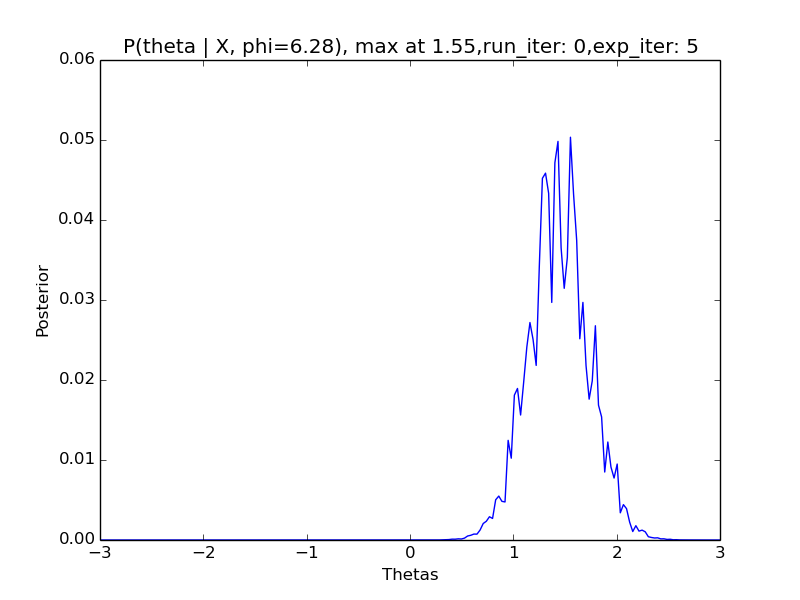 P(theta | X, phi=6.28), max at 1.55,run_iter: 0,exp_iter: 5
0.06
0.05
0.04
0.03
0.02
0.01
0.00
Posterior
−3 −2 −1 0 1 2 3
Thetas